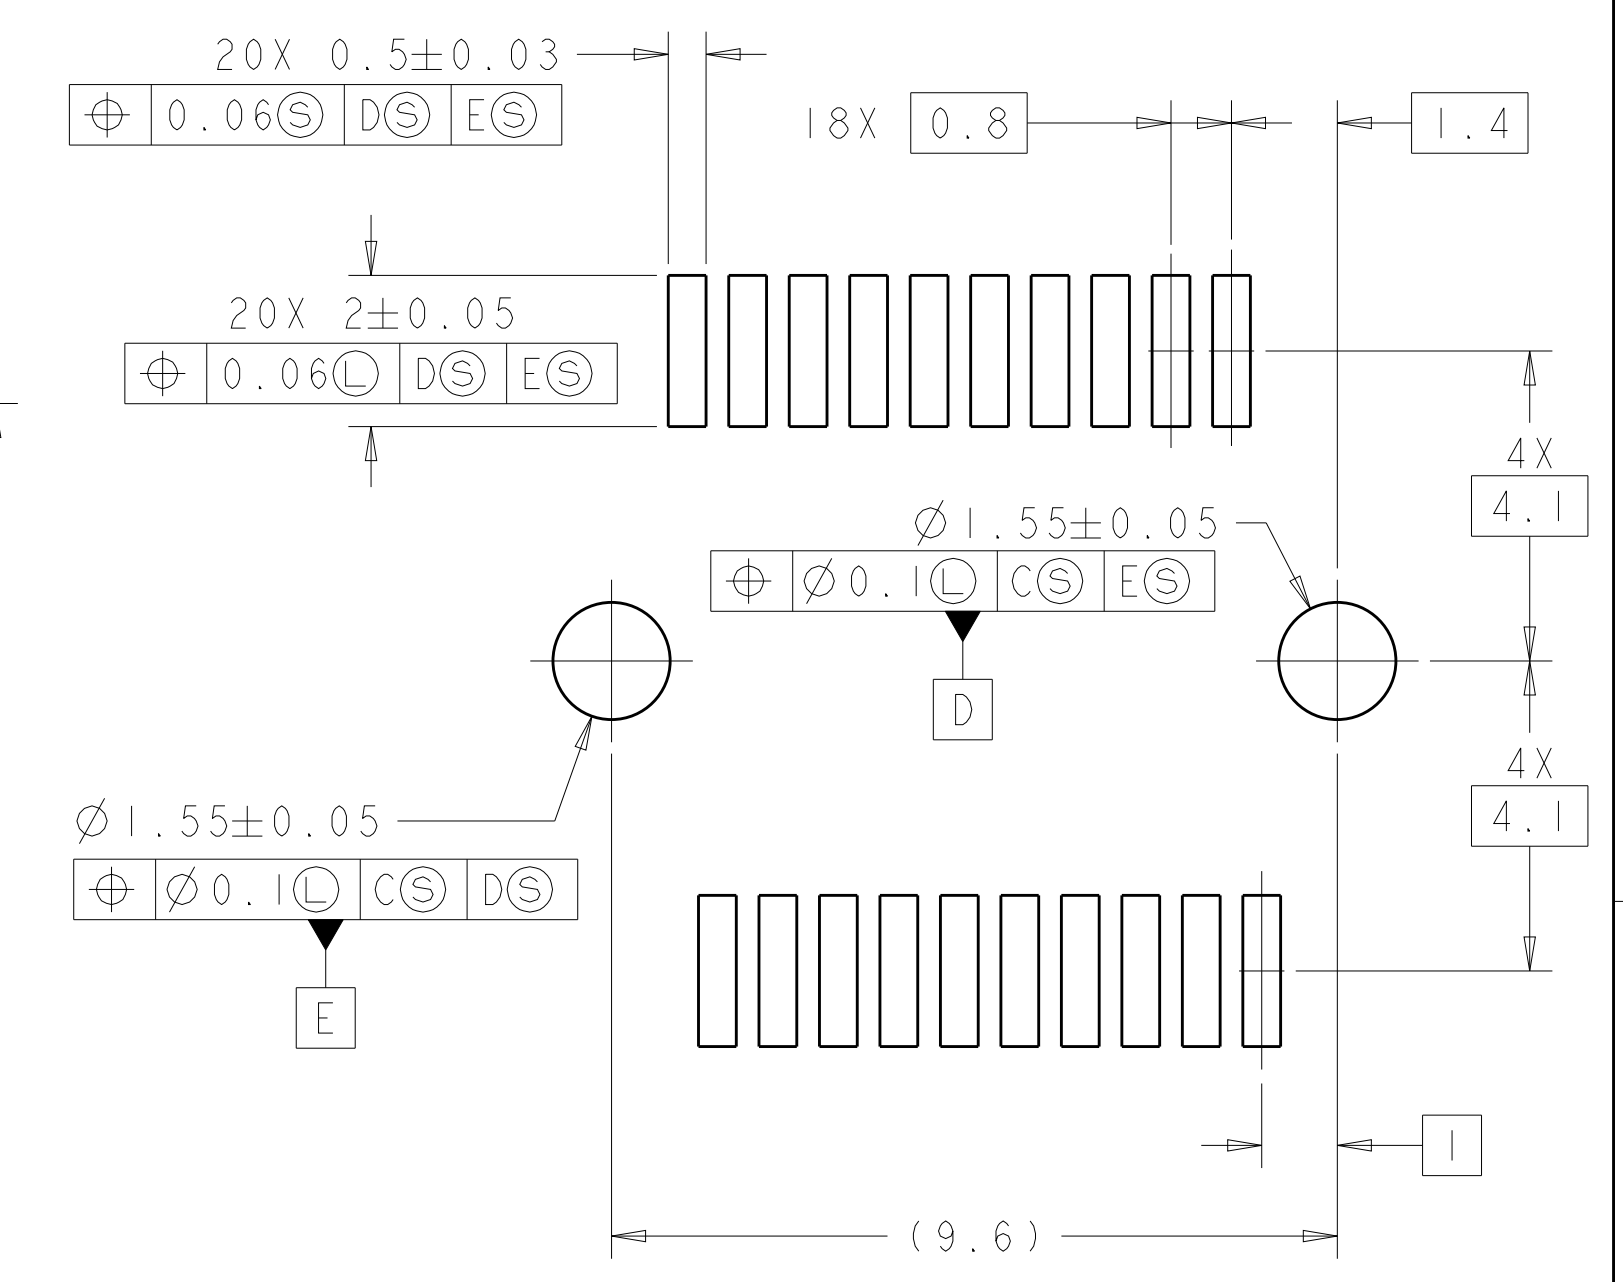 20X 0.5±0.03
⌖ 0.06Ⓢ DⓈ EⓈ
18X 0.8
1.4
20X 2±0.05
⌖ 0.06Ⓛ DⓈ EⓈ
4X
4.1
Ø1.55±0.05
⌖ Ø0.1Ⓛ CⓈ EⓈ
D
4X
4.1
Ø1.55±0.05
⌖ Ø0.1Ⓛ CⓈ DⓈ
E
1
(9.6)